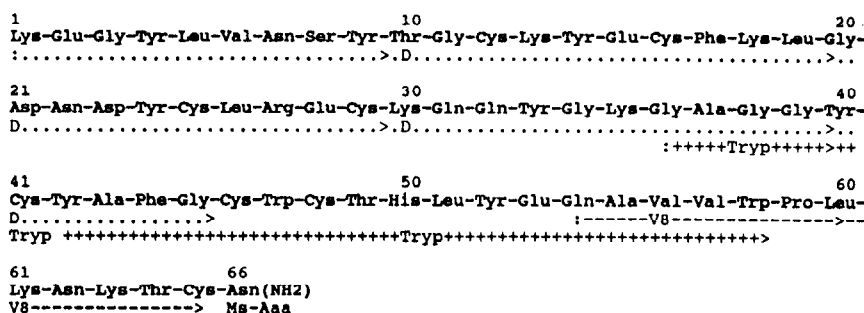 1 10 20
Lys-Glu-Gly-Tyr-Leu-Val-Asn-Ser-Tyr-Thr-Gly-Cys-Lys-Tyr-Glu-Cys-Phe-Lys-Leu-Gly-
:...................................>.D.......................................>..
21 30 40
Asp-Asn-Asp-Tyr-Cys-Leu-Arg-Glu-Cys-Lys-Gln-Gln-Tyr-Gly-Lys-Gly-Ala-Gly-Gly-Tyr-
D...................................>.D.......................................>..
:+++++Tryp+++++>++
41 50 60
Cys-Tyr-Ala-Phe-Gly-Cys-Trp-Cys-Thr-His-Leu-Tyr-Glu-Gln-Ala-Val-Val-Trp-Pro-Leu-
D..................> :------V8---------------->--
Tryp ++++++++++++++++++++++++++++++++Tryp+++++++++++++++++++++++++++++>
61 66
Lys-Asn-Lys-Thr-Cys-Asn(NH2)
V8---------------> Ms-Aaa